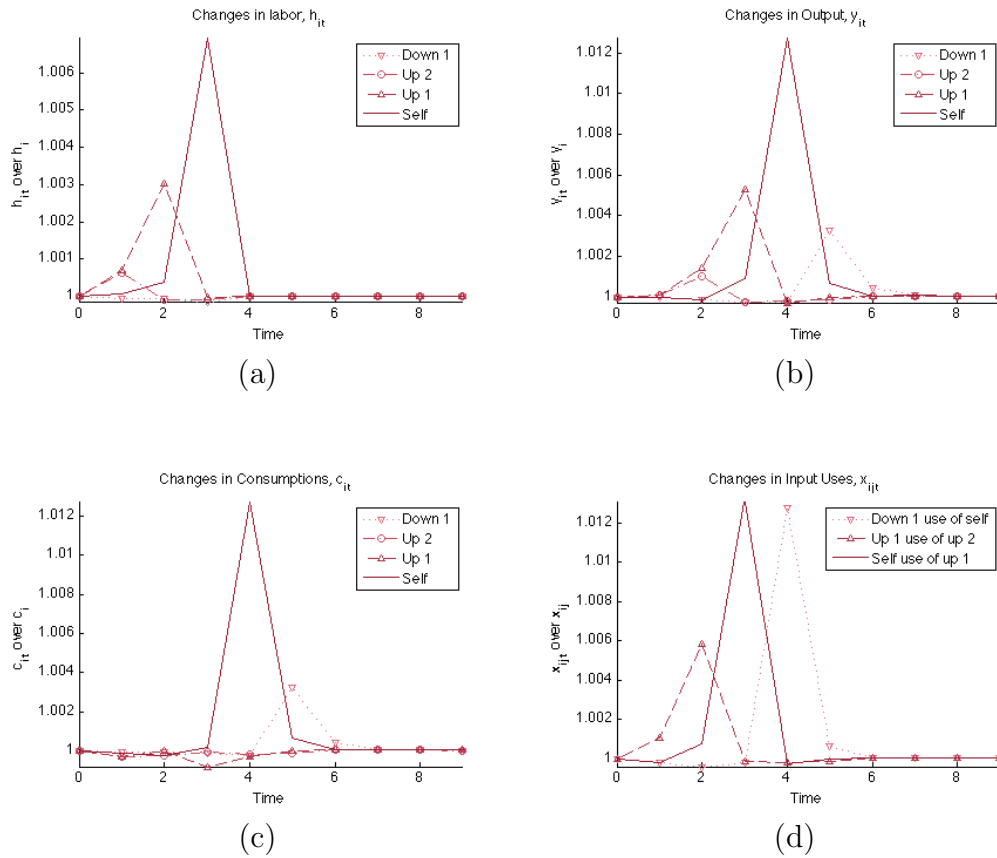 Changes in labor, h_it
Down 1
Up 2
Up 1
Self
1.006
1.005
1.004
1.003
1.002
1.001
1
h_it over h_i
0 2 4 6 8
Time
(a)
Changes in Output, y_it
Down 1
Up 2
Up 1
Self
1.012
1.01
1.008
1.006
1.004
1.002
1
y_it over y_i
0 2 4 6 8
Time
(b)
Changes in Consumptions, c_it
Down 1
Up 2
Up 1
Self
1.012
1.01
1.008
1.006
1.004
1.002
1
c_it over c_i
0 2 4 6 8
Time
(c)
Changes in Input Uses, x_ijt
Down 1 use of self
Up 1 use of up 2
Self use of up 1
1.012
1.01
1.008
1.006
1.004
1.002
1
x_ijt over x_ij
0 2 4 6 8
Time
(d)